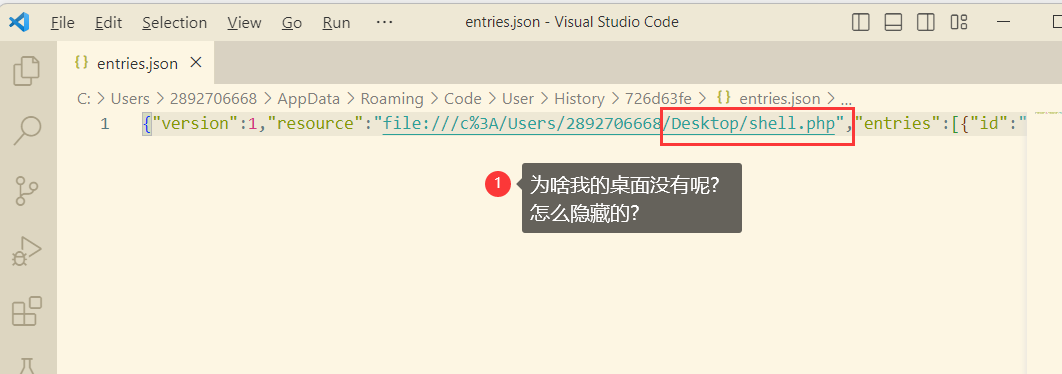 File Edit Selection View Go Run ··· entries.json - Visual Studio Code
{} entries.json ×
C: > Users > 2892706668 > AppData > Roaming > Code > User > History > 726d63fe > {} entries.json > ...
1 {"version":1,"resource":"file:///c%3A/Users/2892706668/Desktop/shell.php","entries":[{"id":"
1 为啥我的桌面没有呢?
怎么隐藏的?